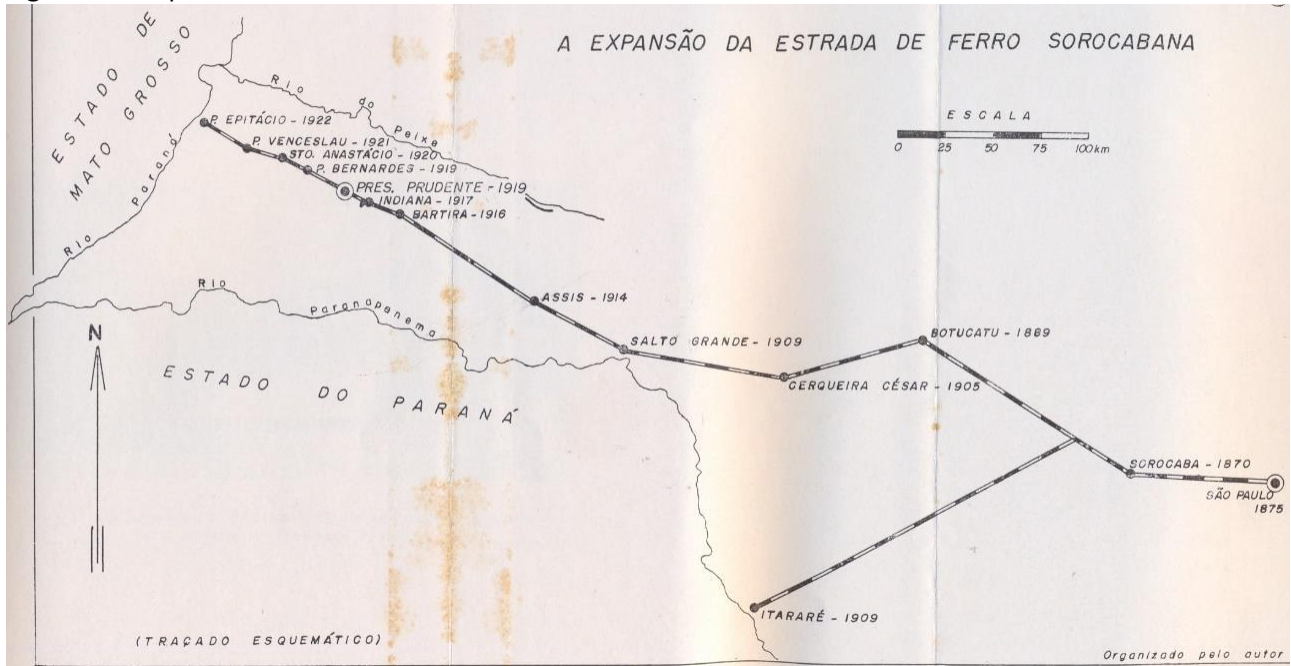 A EXPANSÃO DA ESTRADA DE FERRO SOROCABANA
ESTADO DE
MATO GROSSO
ESCALA
0 25 50 75 100km
Rio do Peixe
P. EPITÁCIO - 1922
P. VENCESLAU - 1921
STO. ANASTÁCIO - 1920
P. BERNARDES - 1919
PRES. PRUDENTE - 1919
INDIANA - 1917
BARTIRA - 1916
Rio Paraná
Rio Paranapanema
ASSIS - 1914
SALTO GRANDE - 1909
BOTUCATU - 1889
CERQUEIRA CÉSAR - 1905
N
ESTADO DO PARANÁ
SOROCABA - 1870
SÃO PAULO
1875
ITARARÉ - 1909
(TRAÇADO ESQUEMÁTICO)
Organizado pelo autor